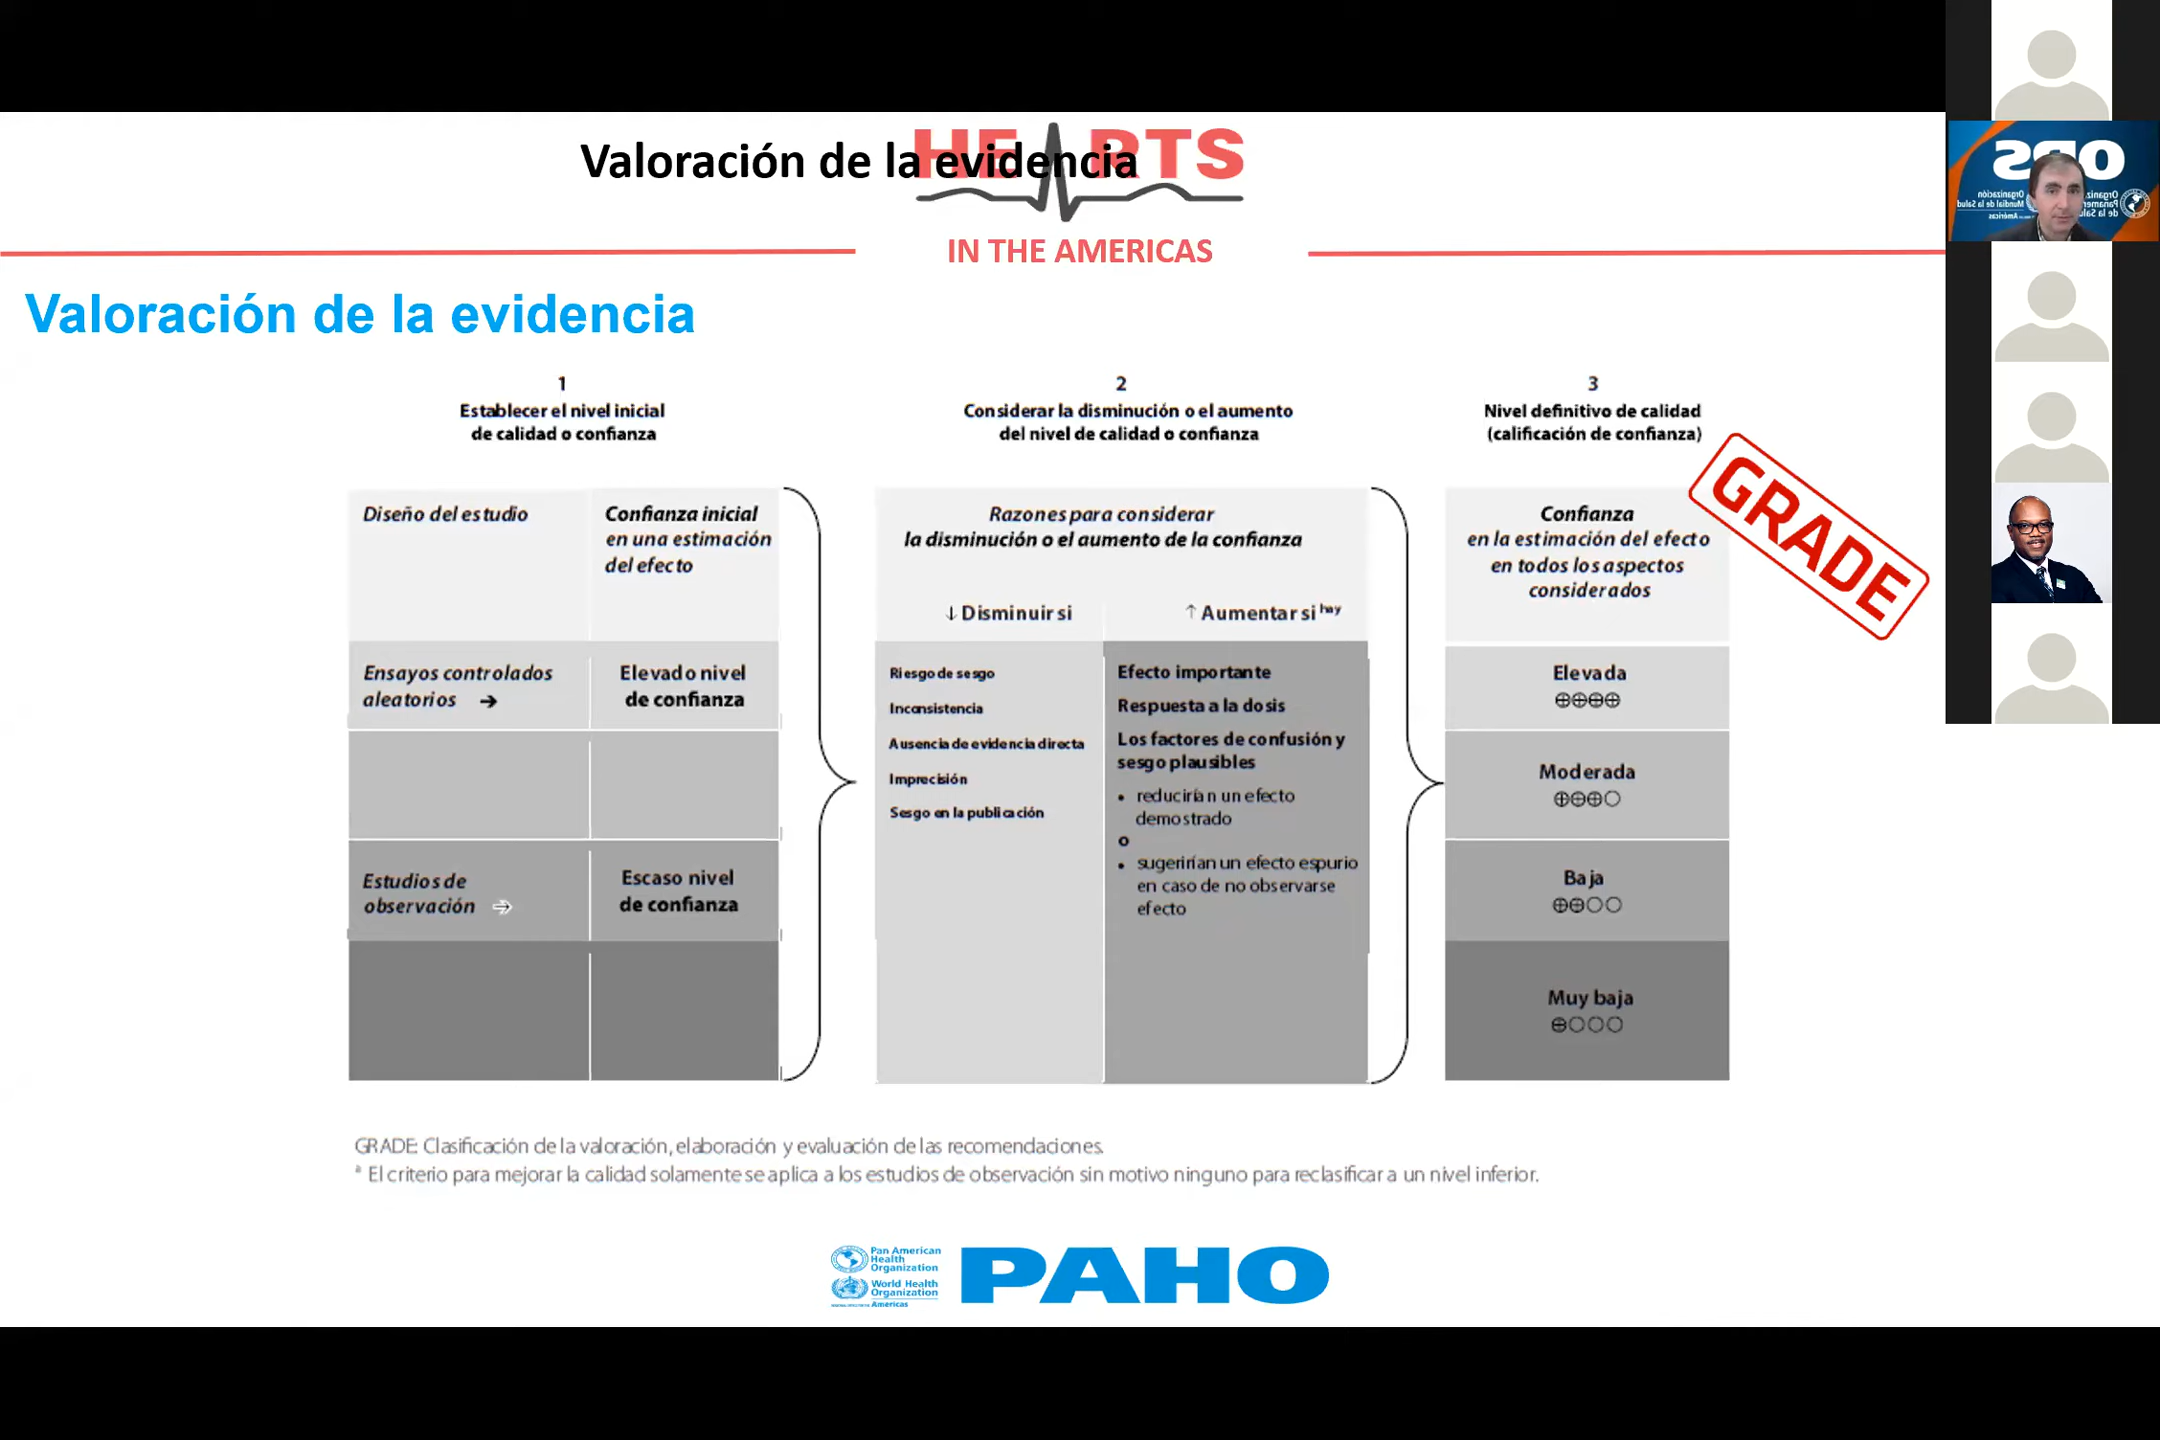 HEARTS
Valoración de la evidencia
IN THE AMERICAS
Valoración de la evidencia
1
Establecer el nivel inicial
de calidad o confianza
2
Considerar la disminución o el aumento
del nivel de calidad o confianza
3
Nivel definitivo de calidad
(calificación de confianza)
GRADE
Diseño del estudio
Confianza inicial
en una estimación
del efecto
Ensayos controlados
aleatorios →
Elevado nivel
de confianza
Estudios de
observación →
Escaso nivel
de confianza
Razones para considerar
la disminución o el aumento de la confianza
↓ Disminuir si
↑ Aumentar si hay
Riesgo de sesgo
Inconsistencia
Ausencia de evidencia directa
Imprecisión
Sesgo en la publicación
Efecto importante
Respuesta a la dosis
Los factores de confusión y
sesgo plausibles
• reducirían un efecto
demostrado
o
• sugerirían un efecto espurio
en caso de no observarse
efecto
Confianza
en la estimación del efecto
en todos los aspectos
considerados
Elevada
⊕⊕⊕⊕
Moderada
⊕⊕⊕○
Baja
⊕⊕○○
Muy baja
⊕○○○
GRADE: Clasificación de la valoración, elaboración y evaluación de las recomendaciones.
ª El criterio para mejorar la calidad solamente se aplica a los estudios de observación sin motivo ninguno para reclasificar a un nivel inferior.
Pan American
Health
Organization
World Health
Organization
Americas
PAHO
OPS
Organización
Mundial de la Salud
Américas